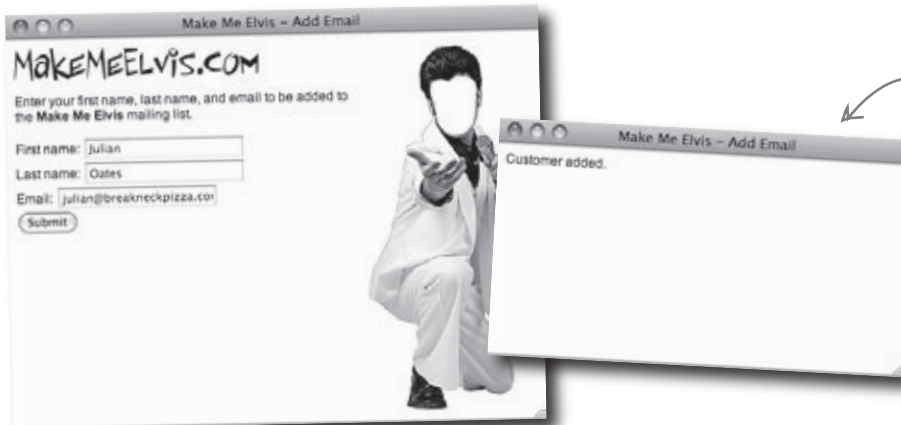 Make Me Elvis – Add Email
MakeMeElvis.com
Enter your first name, last name, and email to be added to
the Make Me Elvis mailing list.
First name: Julian
Last name: Oates
Email: julian@breakneckpizza.co
Submit
Make Me Elvis – Add Email
Customer added.